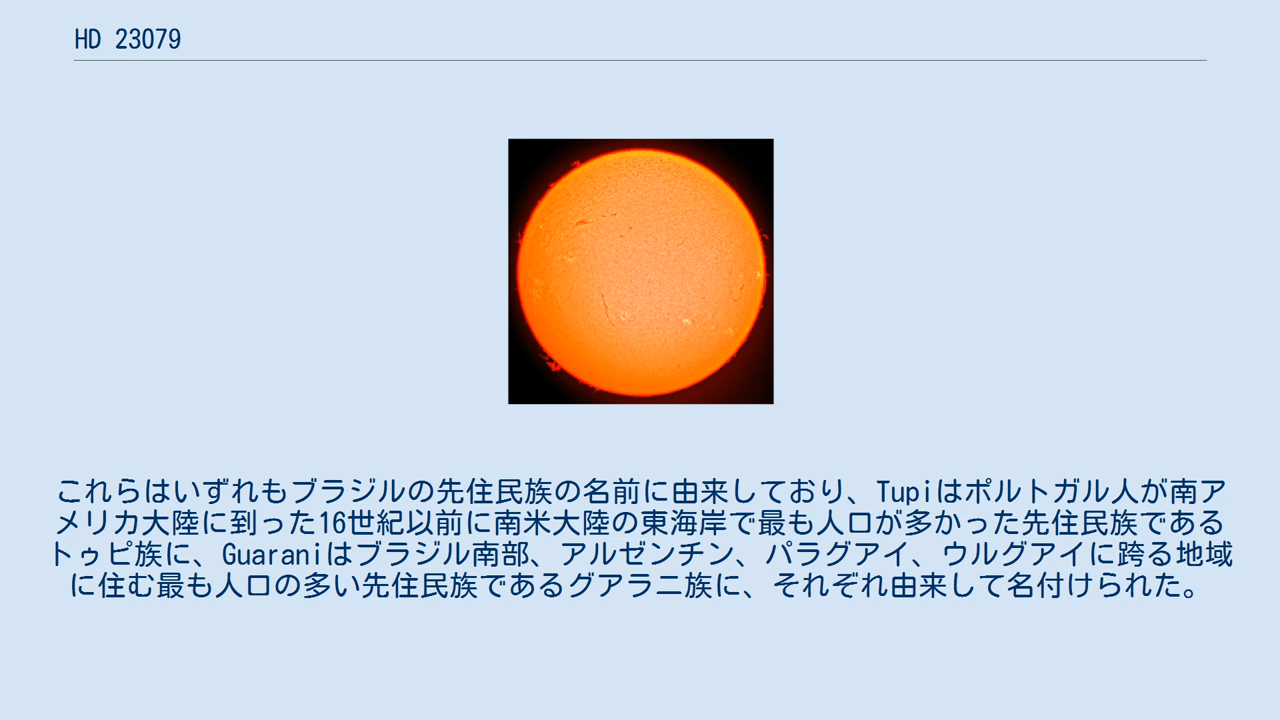 HD 23079
これらはいずれもブラジルの先住民族の名前に由来しており、Tupiはポルトガル人が南ア
メリカ大陸に到った16世紀以前に南米大陸の東海岸で最も人口が多かった先住民族である
トゥピ族に、Guaraniはブラジル南部、アルゼンチン、パラグアイ、ウルグアイに跨る地域
に住む最も人口の多い先住民族であるグアラニ族に、それぞれ由来して名付けられた。